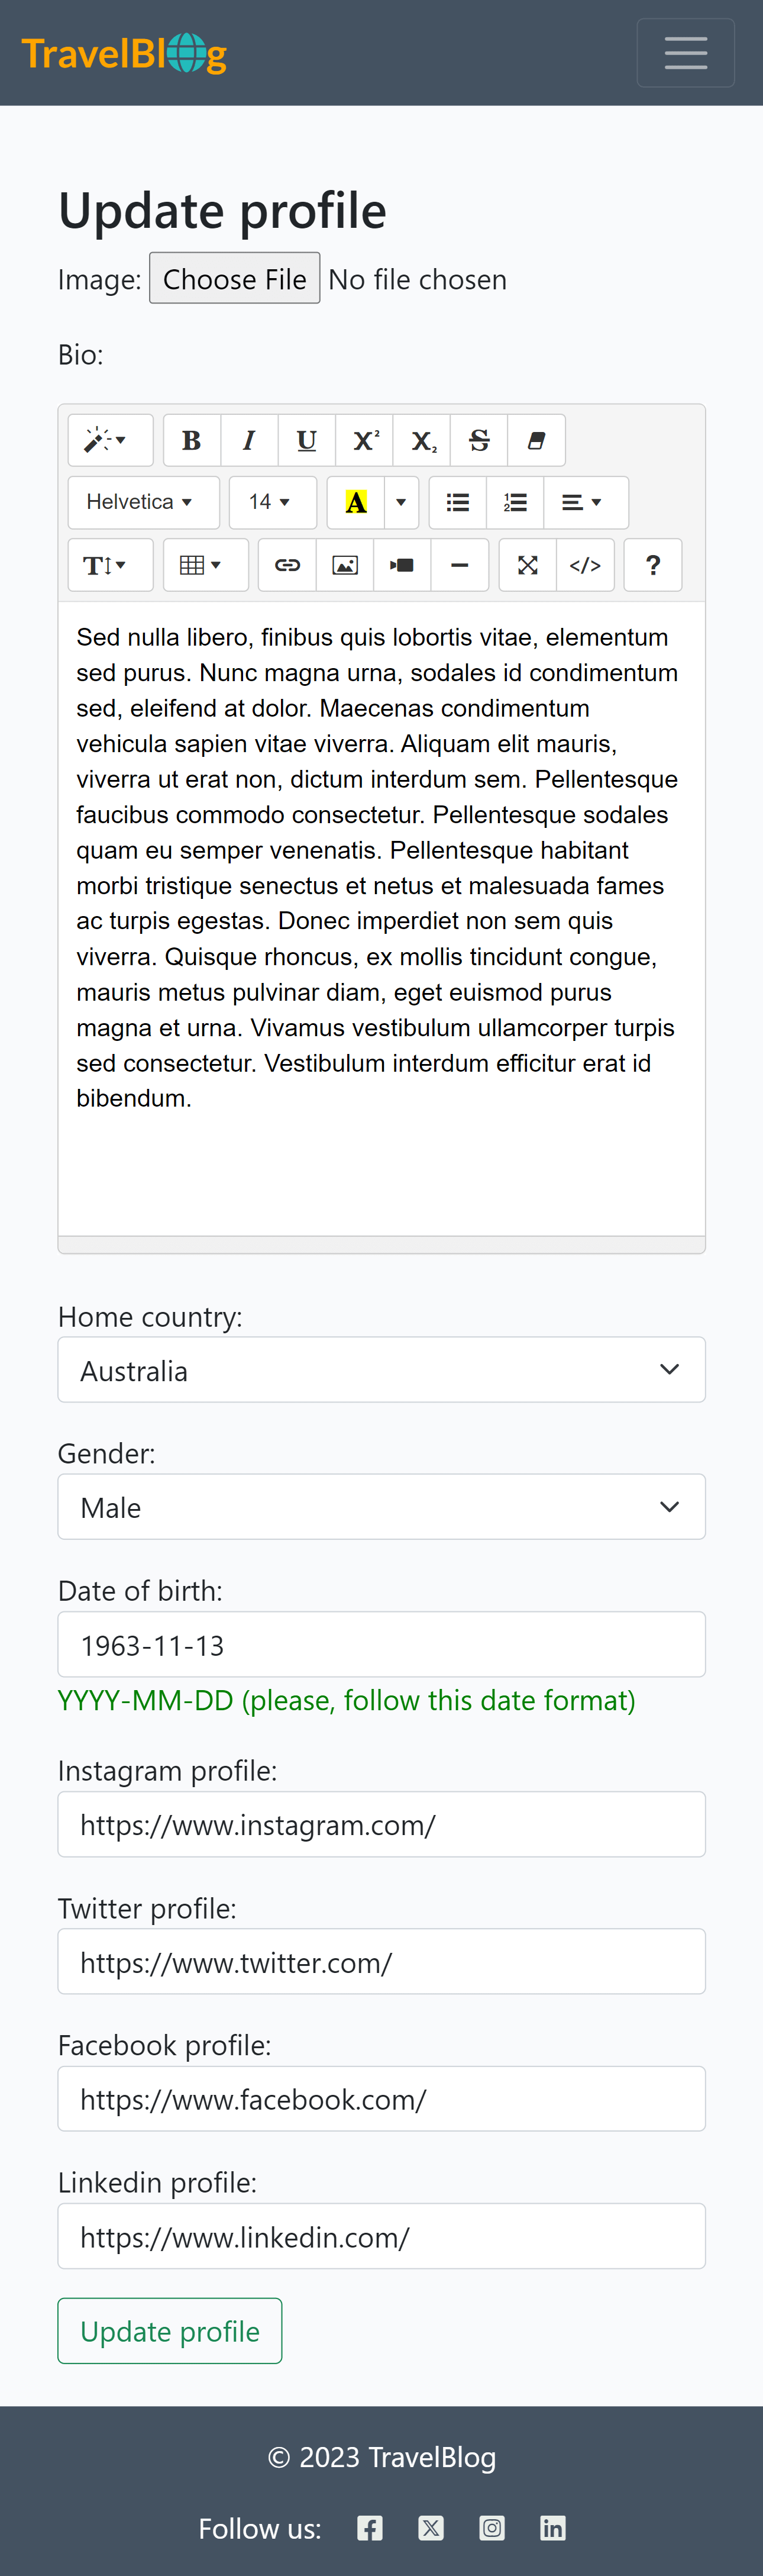 TravelBlog
Update profile
Image: Choose File No file chosen
Bio:
B I U X² X₂ S
Helvetica 14 A
T </> ?
Sed nulla libero, finibus quis lobortis vitae, elementum
sed purus. Nunc magna urna, sodales id condimentum
sed, eleifend at dolor. Maecenas condimentum
vehicula sapien vitae viverra. Aliquam elit mauris,
viverra ut erat non, dictum interdum sem. Pellentesque
faucibus commodo consectetur. Pellentesque sodales
quam eu semper venenatis. Pellentesque habitant
morbi tristique senectus et netus et malesuada fames
ac turpis egestas. Donec imperdiet non sem quis
viverra. Quisque rhoncus, ex mollis tincidunt congue,
mauris metus pulvinar diam, eget euismod purus
magna et urna. Vivamus vestibulum ullamcorper turpis
sed consectetur. Vestibulum interdum efficitur erat id
bibendum.
Home country:
Australia
Gender:
Male
Date of birth:
1963-11-13
YYYY-MM-DD (please, follow this date format)
Instagram profile:
https://www.instagram.com/
Twitter profile:
https://www.twitter.com/
Facebook profile:
https://www.facebook.com/
Linkedin profile:
https://www.linkedin.com/
Update profile
© 2023 TravelBlog
Follow us: